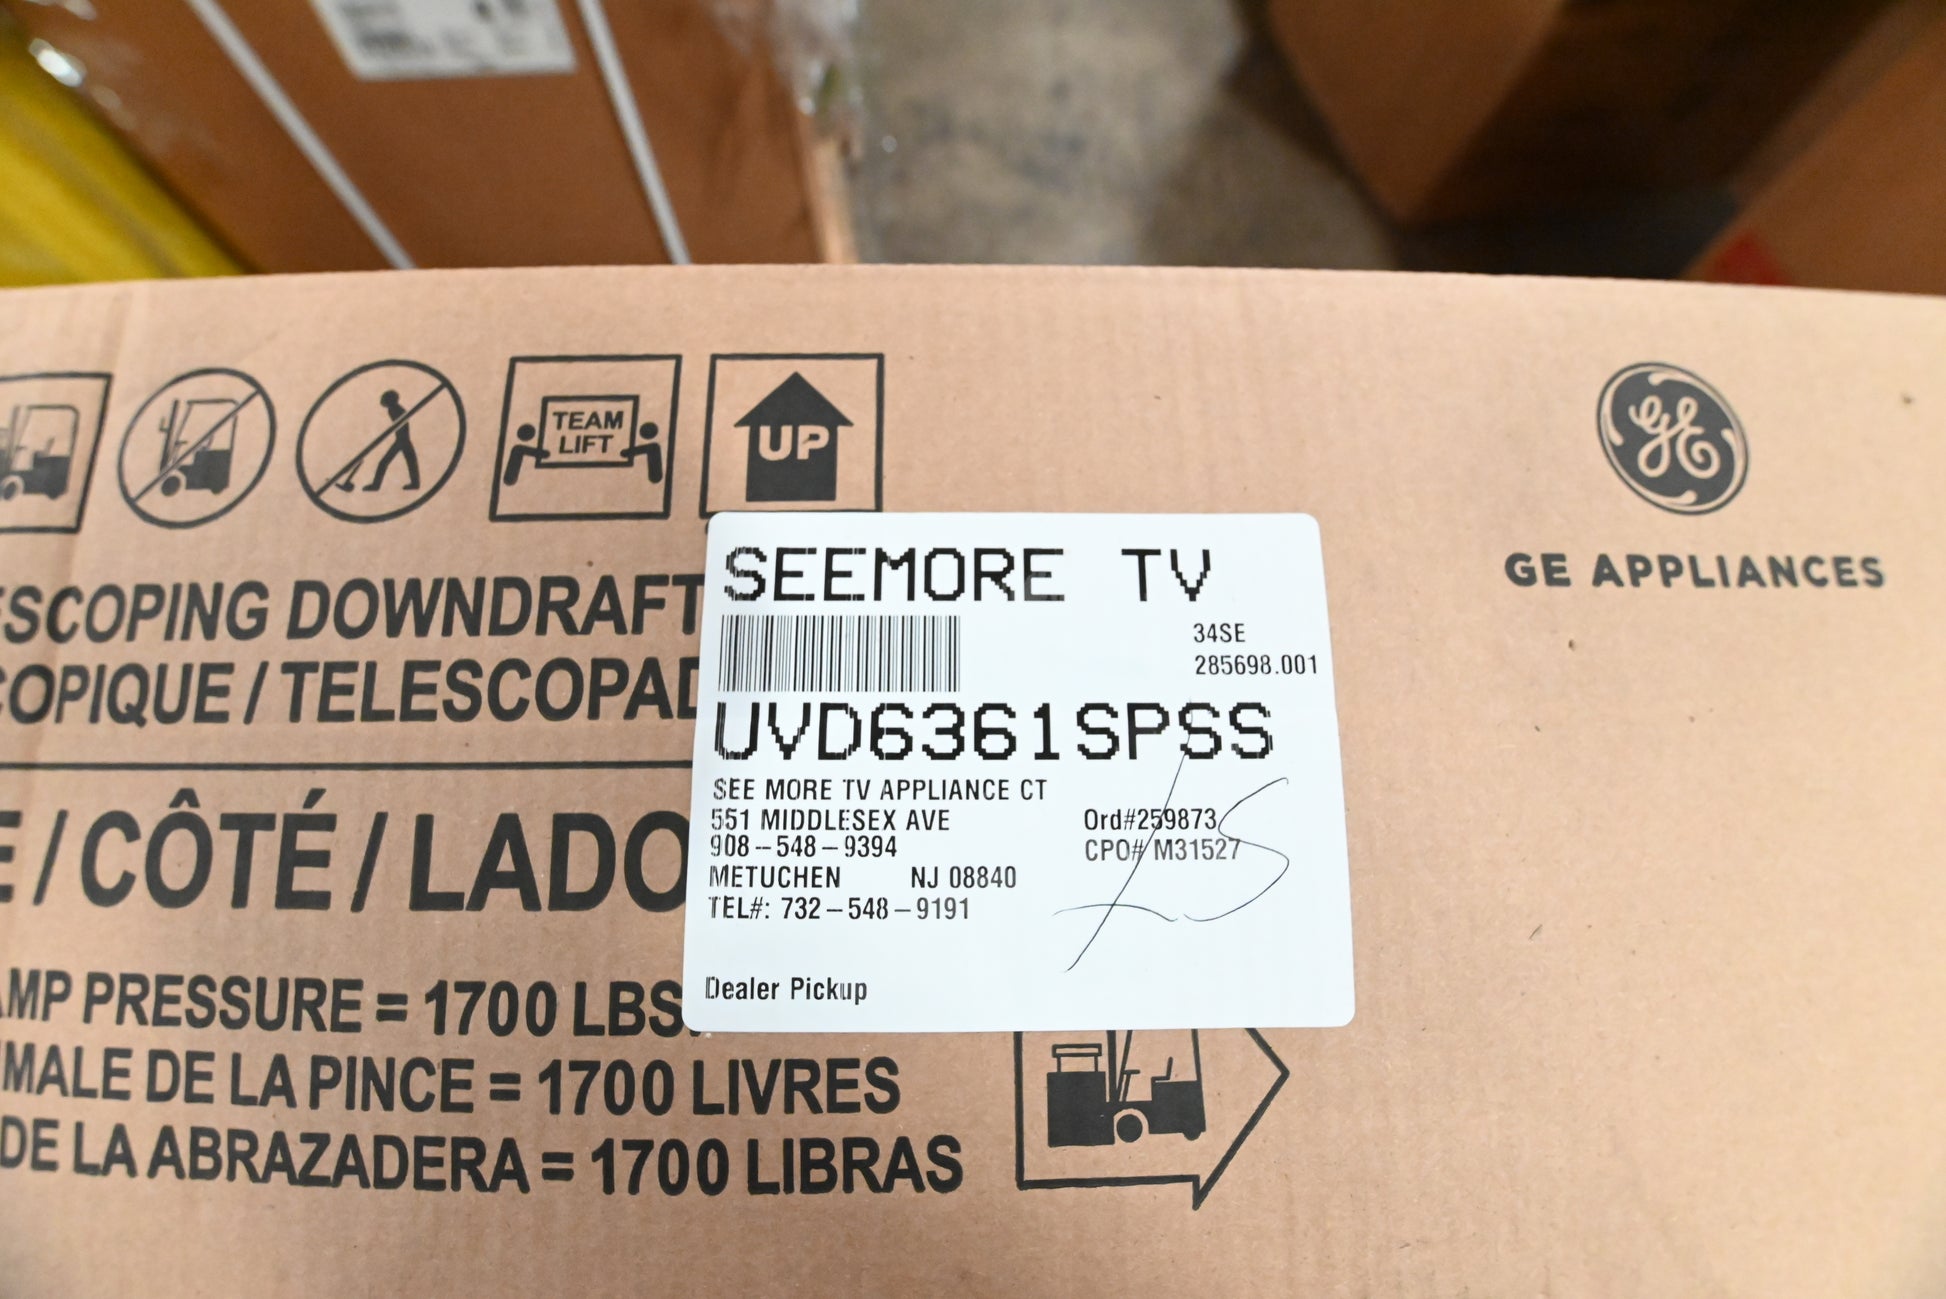 TEAM
LIFT
UP
GE
GE APPLIANCES
SCOPING DOWNDRAFT
COPIQUE / TELESCOPAD
E / CÔTÉ / LADO
AMP PRESSURE = 1700 LBS.
MALE DE LA PINCE = 1700 LIVRES
DE LA ABRAZADERA = 1700 LIBRAS
SEEMORE TV
34SE
285698.001
UVD6361SPSS
SEE MORE TV APPLIANCE CT
551 MIDDLESEX AVE Ord#259873
908-548-9394 CPO# M31527
METUCHEN NJ 08840
TEL#: 732-548-9191
Dealer Pickup